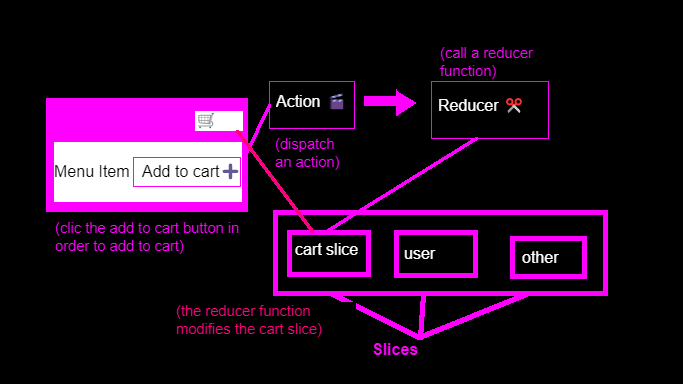 (call a reducer
function)
Action
Reducer
(dispatch
an action)
Menu Item
Add to cart
(clic the add to cart button in
order to add to cart)
cart slice
user
other
(the reducer function
modifies the cart slice)
Slices